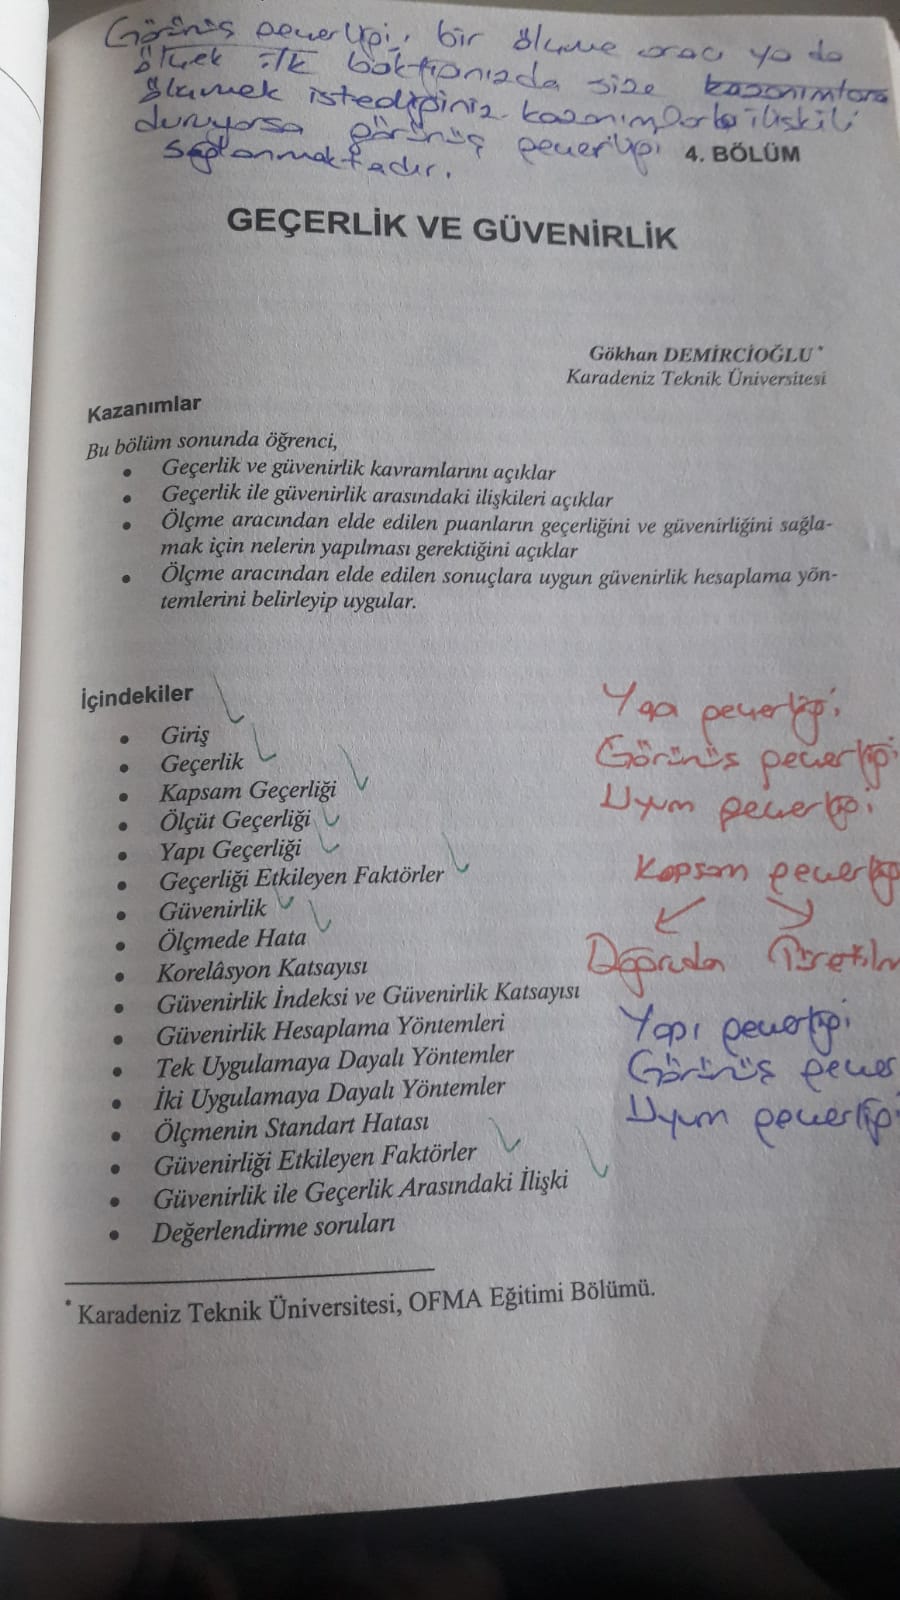 Görünüş geçerliği, bir ölçme aracı ya da
ölçek ilk baktığınızda size kazanımlara
ölçmek istediğiniz kazanımlarla ilişkili
duruyorsa görünüş geçerliği
sağlanmaktadır.
4. BÖLÜM
GEÇERLİK VE GÜVENİRLİK
Gökhan DEMİRCİOĞLU*
Karadeniz Teknik Üniversitesi
Kazanımlar
Bu bölüm sonunda öğrenci,
• Geçerlik ve güvenirlik kavramlarını açıklar
• Geçerlik ile güvenirlik arasındaki ilişkileri açıklar
• Ölçme aracından elde edilen puanların geçerliğini ve güvenirliğini sağla-
mak için nelerin yapılması gerektiğini açıklar
• Ölçme aracından elde edilen sonuçlara uygun güvenirlik hesaplama yön-
temlerini belirleyip uygular.
İçindekiler
• Giriş
• Geçerlik
• Kapsam Geçerliği
• Ölçüt Geçerliği
• Yapı Geçerliği
• Geçerliği Etkileyen Faktörler
• Güvenirlik
• Ölçmede Hata
• Korelâsyon Katsayısı
• Güvenirlik İndeksi ve Güvenirlik Katsayısı
• Güvenirlik Hesaplama Yöntemleri
• Tek Uygulamaya Dayalı Yöntemler
• İki Uygulamaya Dayalı Yöntemler
• Ölçmenin Standart Hatası
• Güvenirliği Etkileyen Faktörler
• Güvenirlik ile Geçerlik Arasındaki İlişki
• Değerlendirme soruları
Yapı geçerliği
Görünüş geçerliği
Uyum geçerliği
Kapsam geçerliği
Doğrudan
Yapı geçerliği
Görünüş geçer
Uyum geçerliği
* Karadeniz Teknik Üniversitesi, OFMA Eğitimi Bölümü.